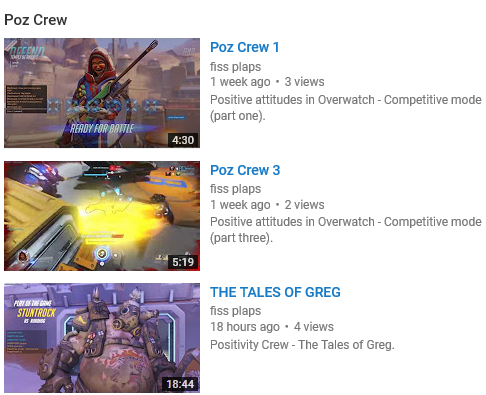 Poz Crew
DEFEND
READY FOR BATTLE
4:30
Poz Crew 1
fiss plaps
1 week ago • 3 views
Positive attitudes in Overwatch - Competitive mode
(part one).
5:19
Poz Crew 3
fiss plaps
1 week ago • 2 views
Positive attitudes in Overwatch - Competitive mode
(part three).
PLAY OF THE GAME
STUNTROCK
AS ROADHOG
18:44
THE TALES OF GREG
fiss plaps
18 hours ago • 4 views
Positivity Crew - The Tales of Greg.